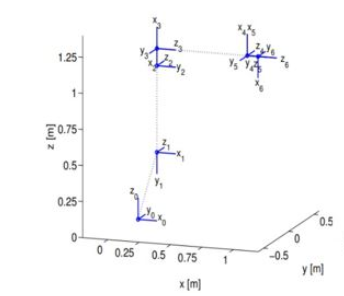 x3
z3
y3
1.25
x2
z2
y2
x4 x5
z4 y6
y5
y4 z5
z6
x6
1
0.75
z [m]
0.5
z1
x1
y1
0.25
z0
y0 x0
0
0 0.25 0.5 0.75 1
x [m]
-0.5
0
0.5
y [m]